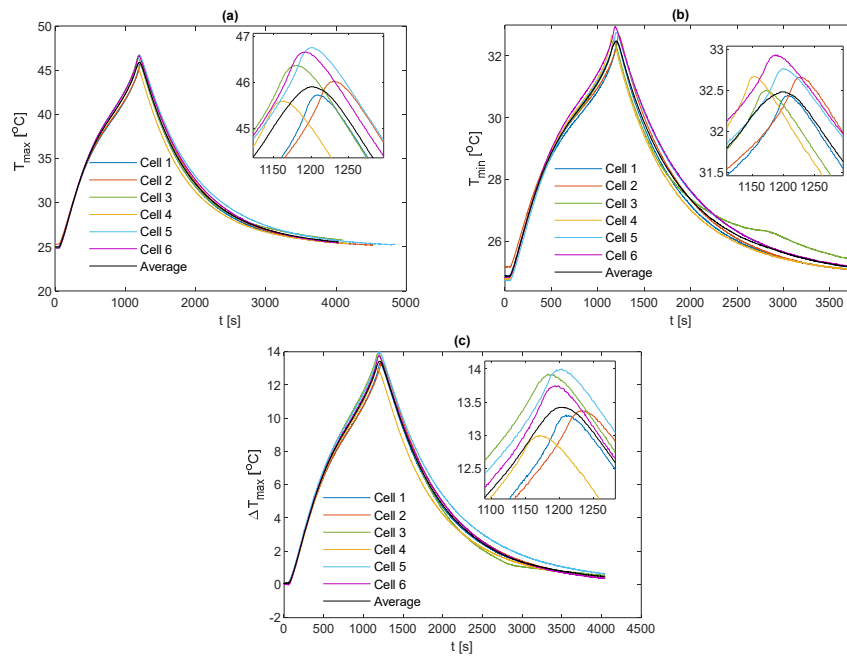 (a)
50
45
40
35
30
25
20
T_max [°C]
46
45
1150 1200 1250
Cell 1
Cell 2
Cell 3
Cell 4
Cell 5
Cell 6
Average
0 1000 2000 3000 4000 5000
t [s]
(b)
32
30
28
26
T_min [°C]
33
32.5
32
31.5
1150 1200 1250
Cell 1
Cell 2
Cell 3
Cell 4
Cell 5
Cell 6
Average
0 500 1000 1500 2000 2500 3000 3500
t [s]
(c)
14
12
10
8
6
4
2
0
-2
Δ T_max [°C]
14
13.5
13
12.5
1100 1150 1200 1250
Cell 1
Cell 2
Cell 3
Cell 4
Cell 5
Cell 6
Average
0 500 1000 1500 2000 2500 3000 3500 4000 4500
t [s]